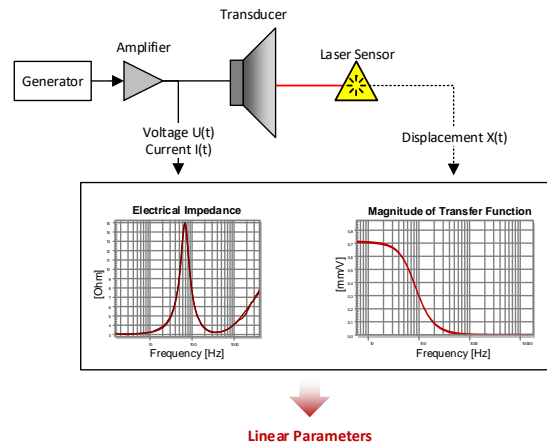 Transducer
Amplifier
Laser Sensor
Generator
Voltage U(t)
Current I(t)
Displacement X(t)
Electrical Impedance
Magnitude of Transfer Function
[Ohm]
[mm/V]
Frequency [Hz]
Frequency [Hz]
Linear Parameters